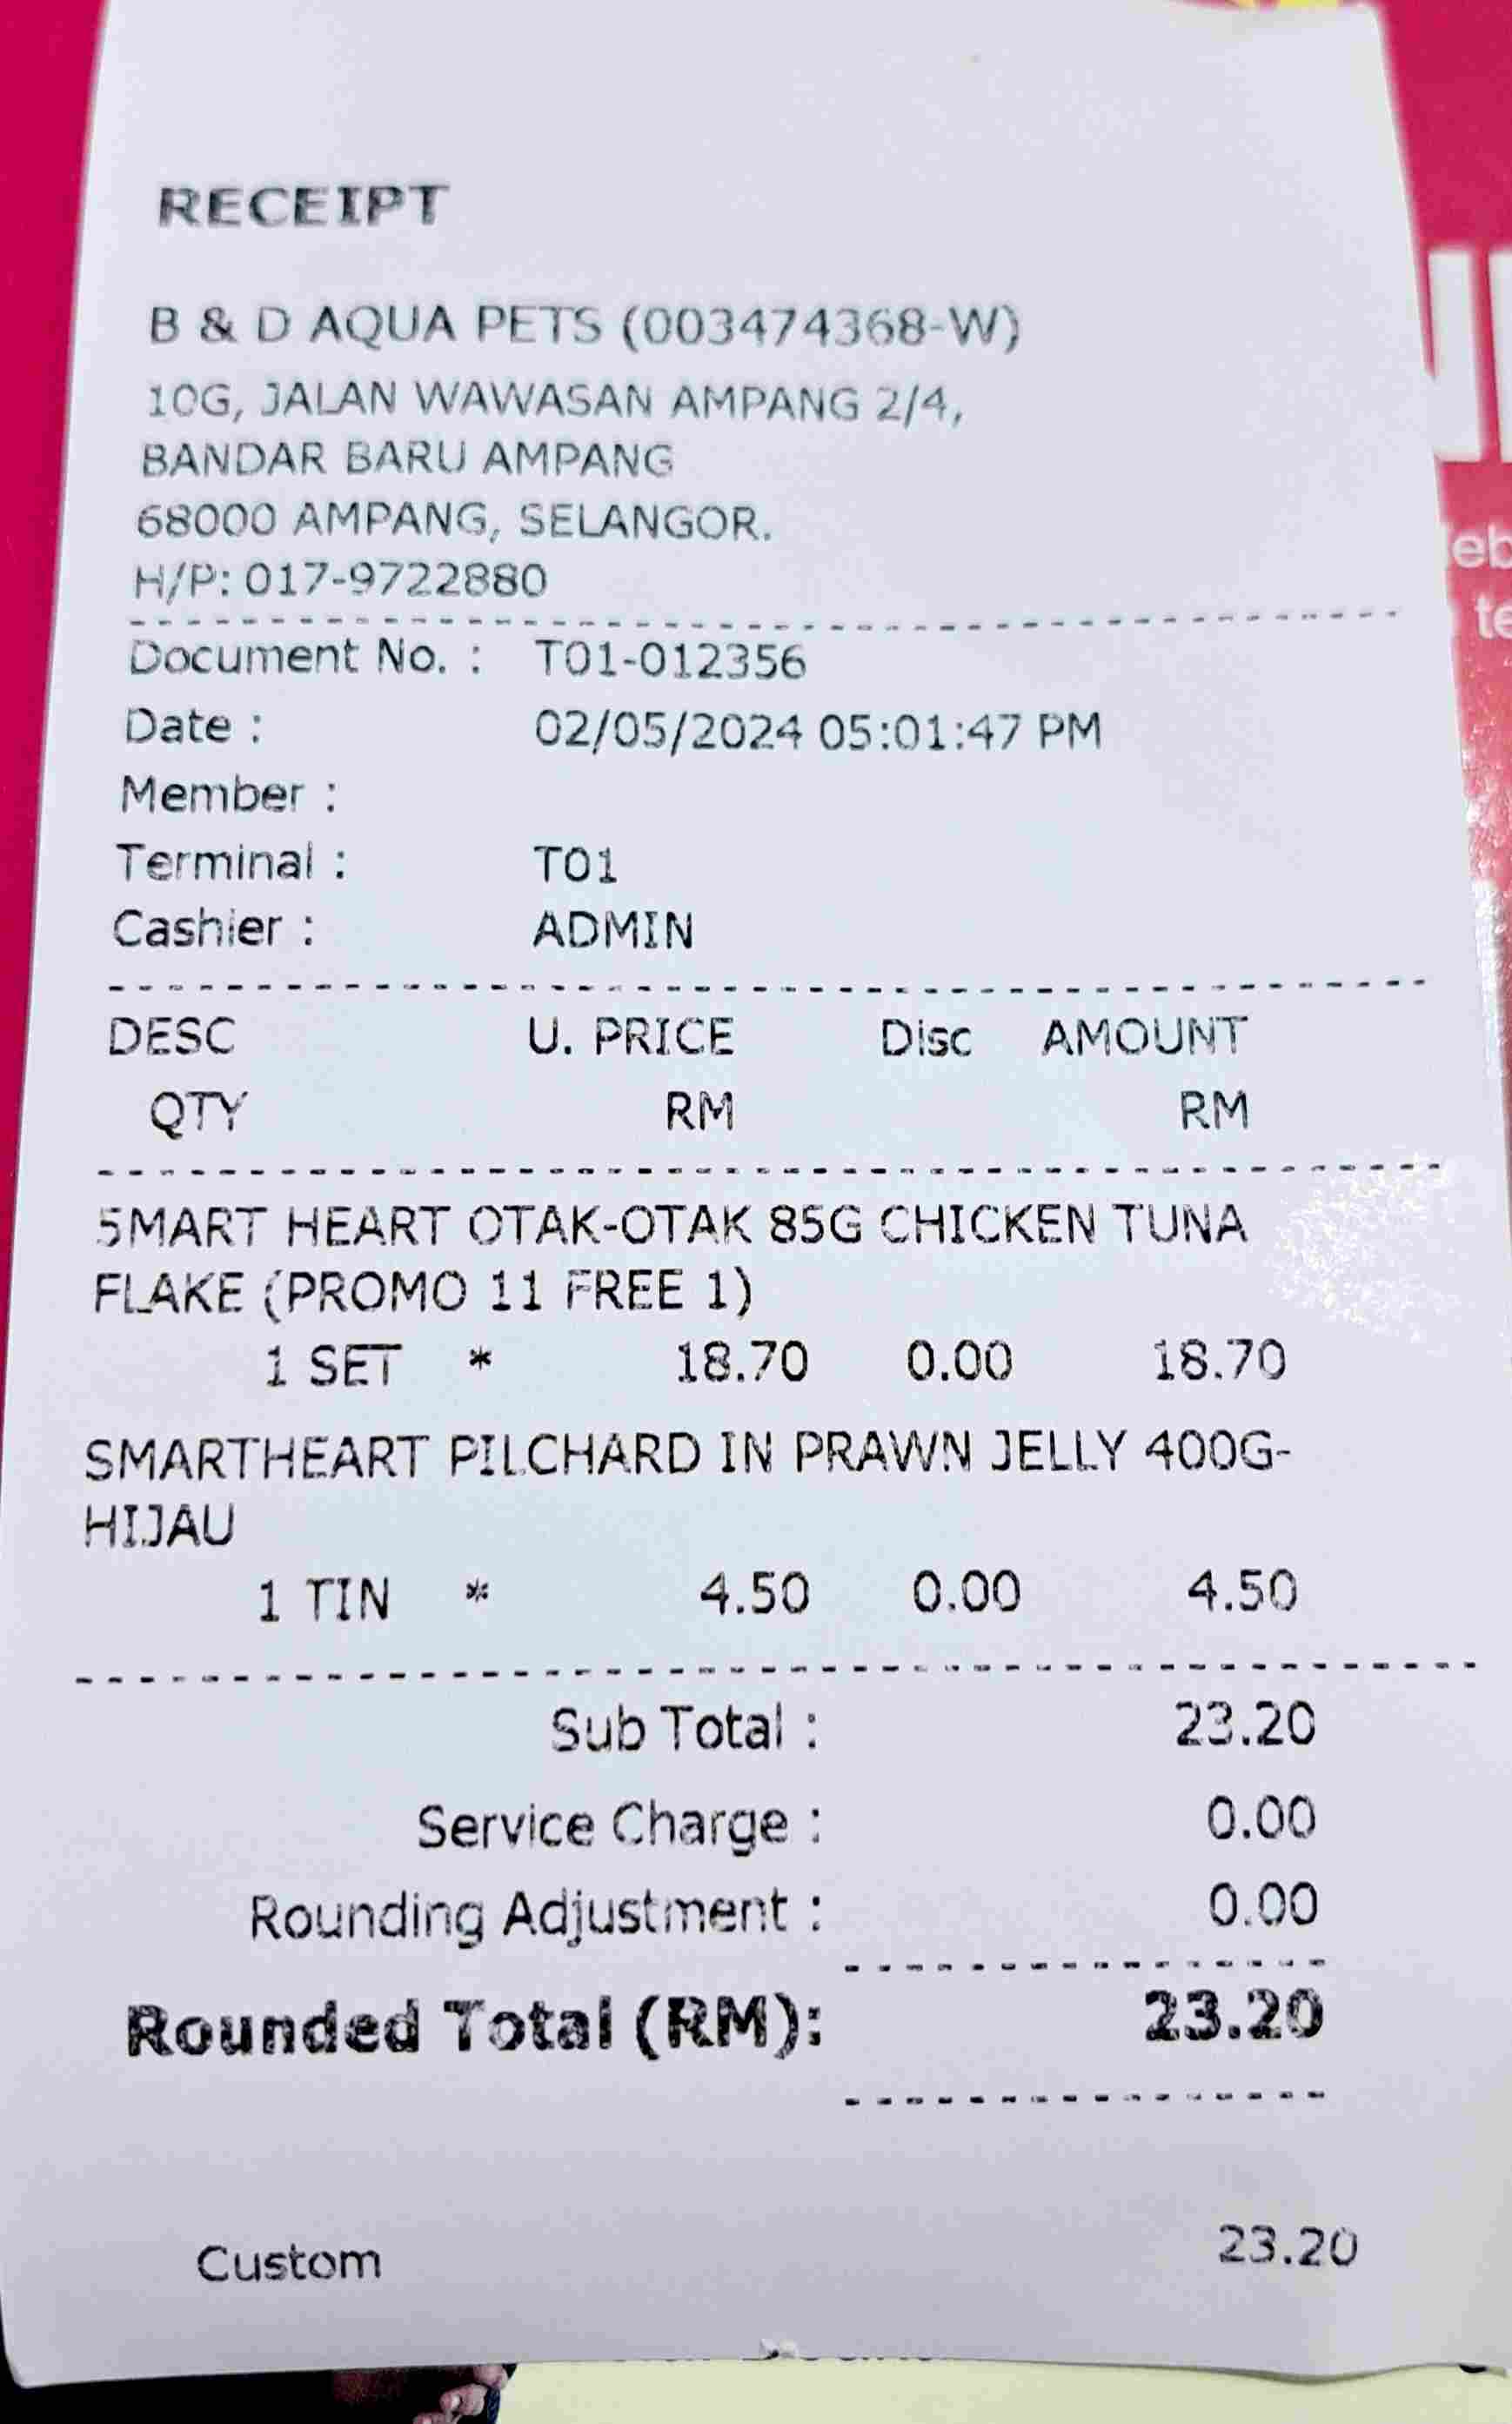 RECEIPT
B & D AQUA PETS (003474368-W)
10G, JALAN WAWASAN AMPANG 2/4,
BANDAR BARU AMPANG
68000 AMPANG, SELANGOR.
H/P: 017-9722880
Document No. : T01-012356
Date : 02/05/2024 05:01:47 PM
Member :
Terminal : T01
Cashier : ADMIN
DESC U. PRICE Disc AMOUNT
QTY RM RM
SMART HEART OTAK-OTAK 85G CHICKEN TUNA
FLAKE (PROMO 11 FREE 1)
1 SET * 18.70 0.00 18.70
SMARTHEART PILCHARD IN PRAWN JELLY 400G-
HIJAU
1 TIN * 4.50 0.00 4.50
Sub Total : 23.20
Service Charge : 0.00
Rounding Adjustment : 0.00
Rounded Total (RM): 23.20
Custom 23.20